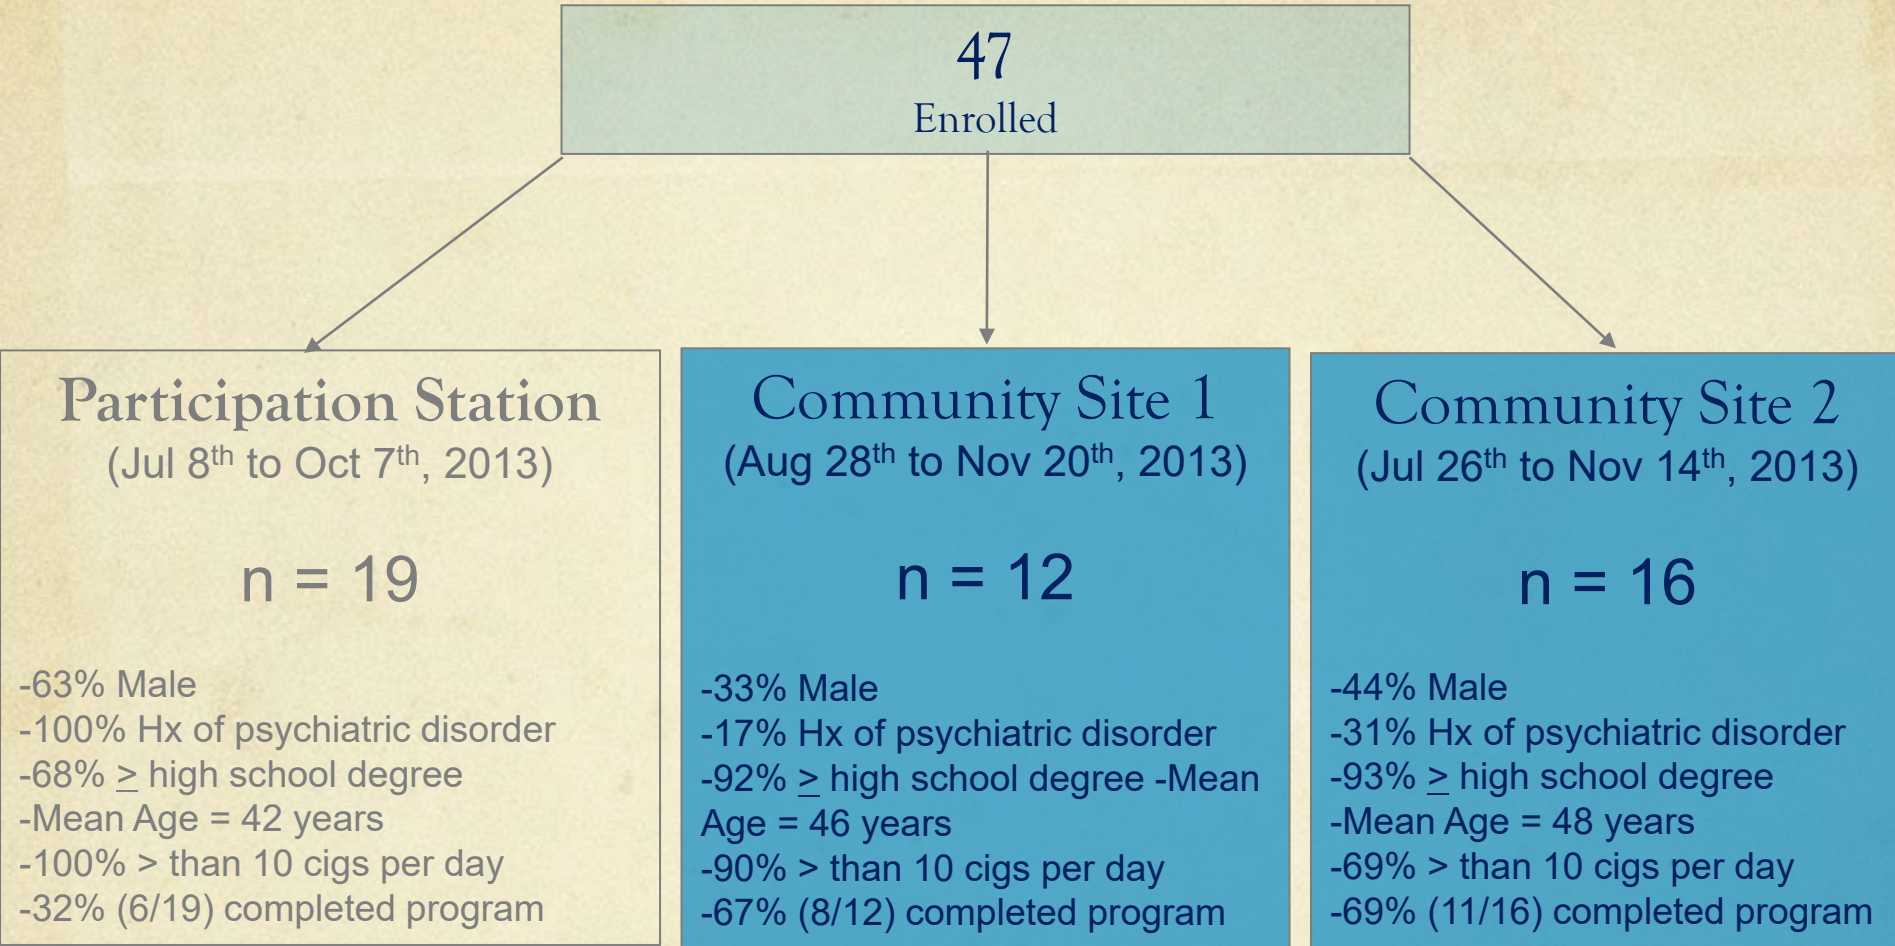 47
Enrolled
Participation Station
(Jul 8th to Oct 7th, 2013)
n = 19
-63% Male
-100% Hx of psychiatric disorder
-68% ≥ high school degree
-Mean Age = 42 years
-100% > than 10 cigs per day
-32% (6/19) completed program
Community Site 1
(Aug 28th to Nov 20th, 2013)
n = 12
-33% Male
-17% Hx of psychiatric disorder
-92% ≥ high school degree -Mean
Age = 46 years
-90% > than 10 cigs per day
-67% (8/12) completed program
Community Site 2
(Jul 26th to Nov 14th, 2013)
n = 16
-44% Male
-31% Hx of psychiatric disorder
-93% ≥ high school degree
-Mean Age = 48 years
-69% > than 10 cigs per day
-69% (11/16) completed program